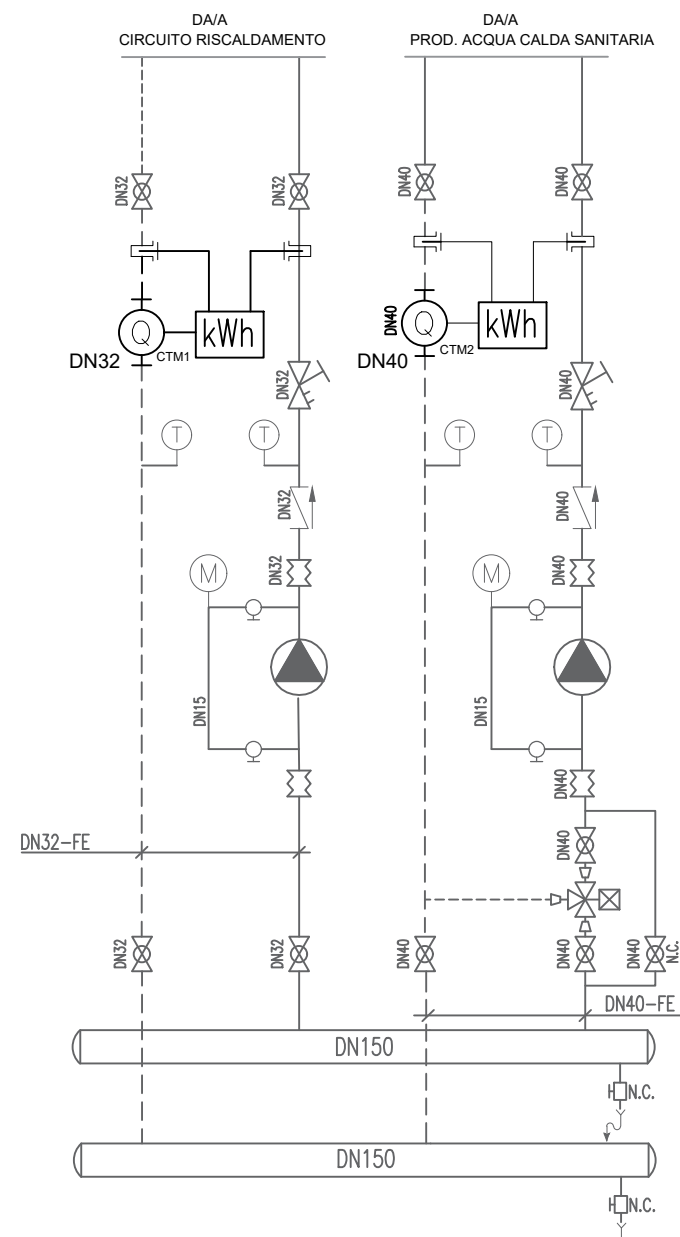 DA/A
CIRCUITO RISCALDAMENTO
DA/A
PROD. ACQUA CALDA SANITARIA
DN32
DN32
DN40
DN40
Q
kWh
CTM1
DN32
DN40
Q
kWh
CTM2
DN40
DN32
DN40
T
T
T
T
DN32
DN40
M
DN32
M
DN40
DN15
DN15
DN40
DN40
DN32-FE
DN32
DN32
DN40
DN40
DN40
N.C.
DN40-FE
DN150
N.C.
DN150
N.C.